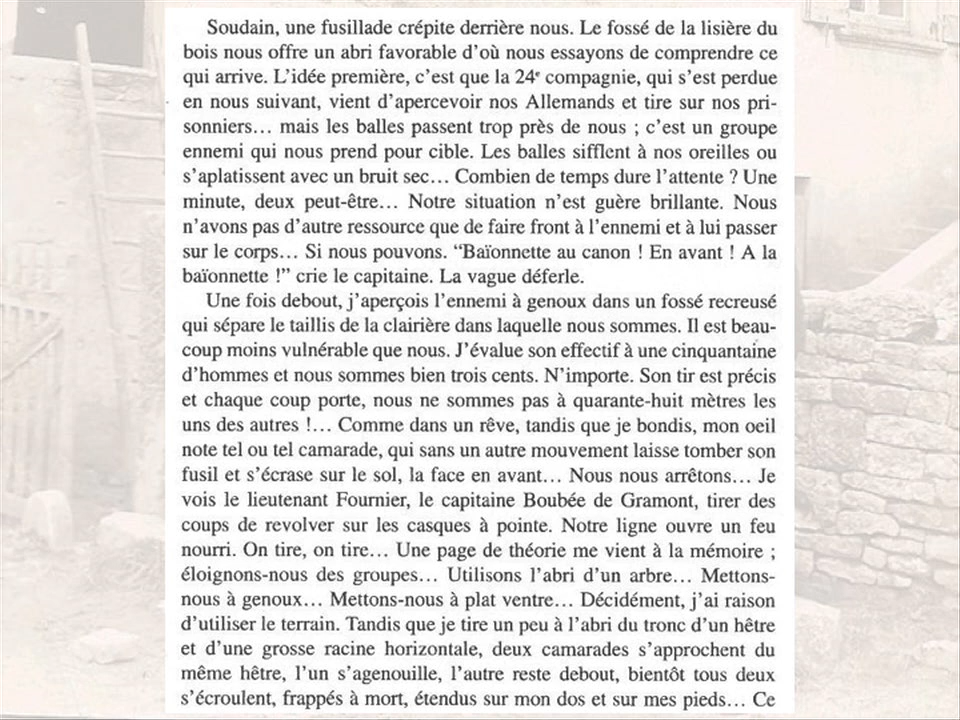 Soudain, une fusillade crépite derrière nous. Le fossé de la lisière du
bois nous offre un abri favorable d’où nous essayons de comprendre ce
qui arrive. L’idée première, c’est que la 24e compagnie, qui s’est perdue
en nous suivant, vient d’apercevoir nos Allemands et tire sur nos pri-
sonniers… mais les balles passent trop près de nous ; c’est un groupe
ennemi qui nous prend pour cible. Les balles sifflent à nos oreilles ou
s’aplatissent avec un bruit sec… Combien de temps dure l’attente ? Une
minute, deux peut-être… Notre situation n’est guère brillante. Nous
n’avons pas d’autre ressource que de faire front à l’ennemi et à lui passer
sur le corps… Si nous pouvons. “Baïonnette au canon ! En avant ! A la
baïonnette !” crie le capitaine. La vague déferle.
Une fois debout, j’aperçois l’ennemi à genoux dans un fossé recreusé
qui sépare le taillis de la clairière dans laquelle nous sommes. Il est beau-
coup moins vulnérable que nous. J’évalue son effectif à une cinquantaine
d’hommes et nous sommes bien trois cents. N’importe. Son tir est précis
et chaque coup porte, nous ne sommes pas à quarante-huit mètres les
uns des autres !… Comme dans un rêve, tandis que je bondis, mon oeil
note tel ou tel camarade, qui sans un autre mouvement laisse tomber son
fusil et s’écrase sur le sol, la face en avant… Nous nous arrêtons… Je
vois le lieutenant Fournier, le capitaine Boubée de Gramont, tirer des
coups de revolver sur les casques à pointe. Notre ligne ouvre un feu
nourri. On tire, on tire… Une page de théorie me vient à la mémoire ;
éloignons-nous des groupes… Utilisons l’abri d’un arbre… Mettons-
nous à genoux… Mettons-nous à plat ventre… Décidément, j’ai raison
d’utiliser le terrain. Tandis que je tire un peu à l’abri du tronc d’un hêtre
et d’une grosse racine horizontale, deux camarades s’approchent du
même hêtre, l’un s’agenouille, l’autre reste debout, bientôt tous deux
s’écroulent, frappés à mort, étendus sur mon dos et sur mes pieds… Ce